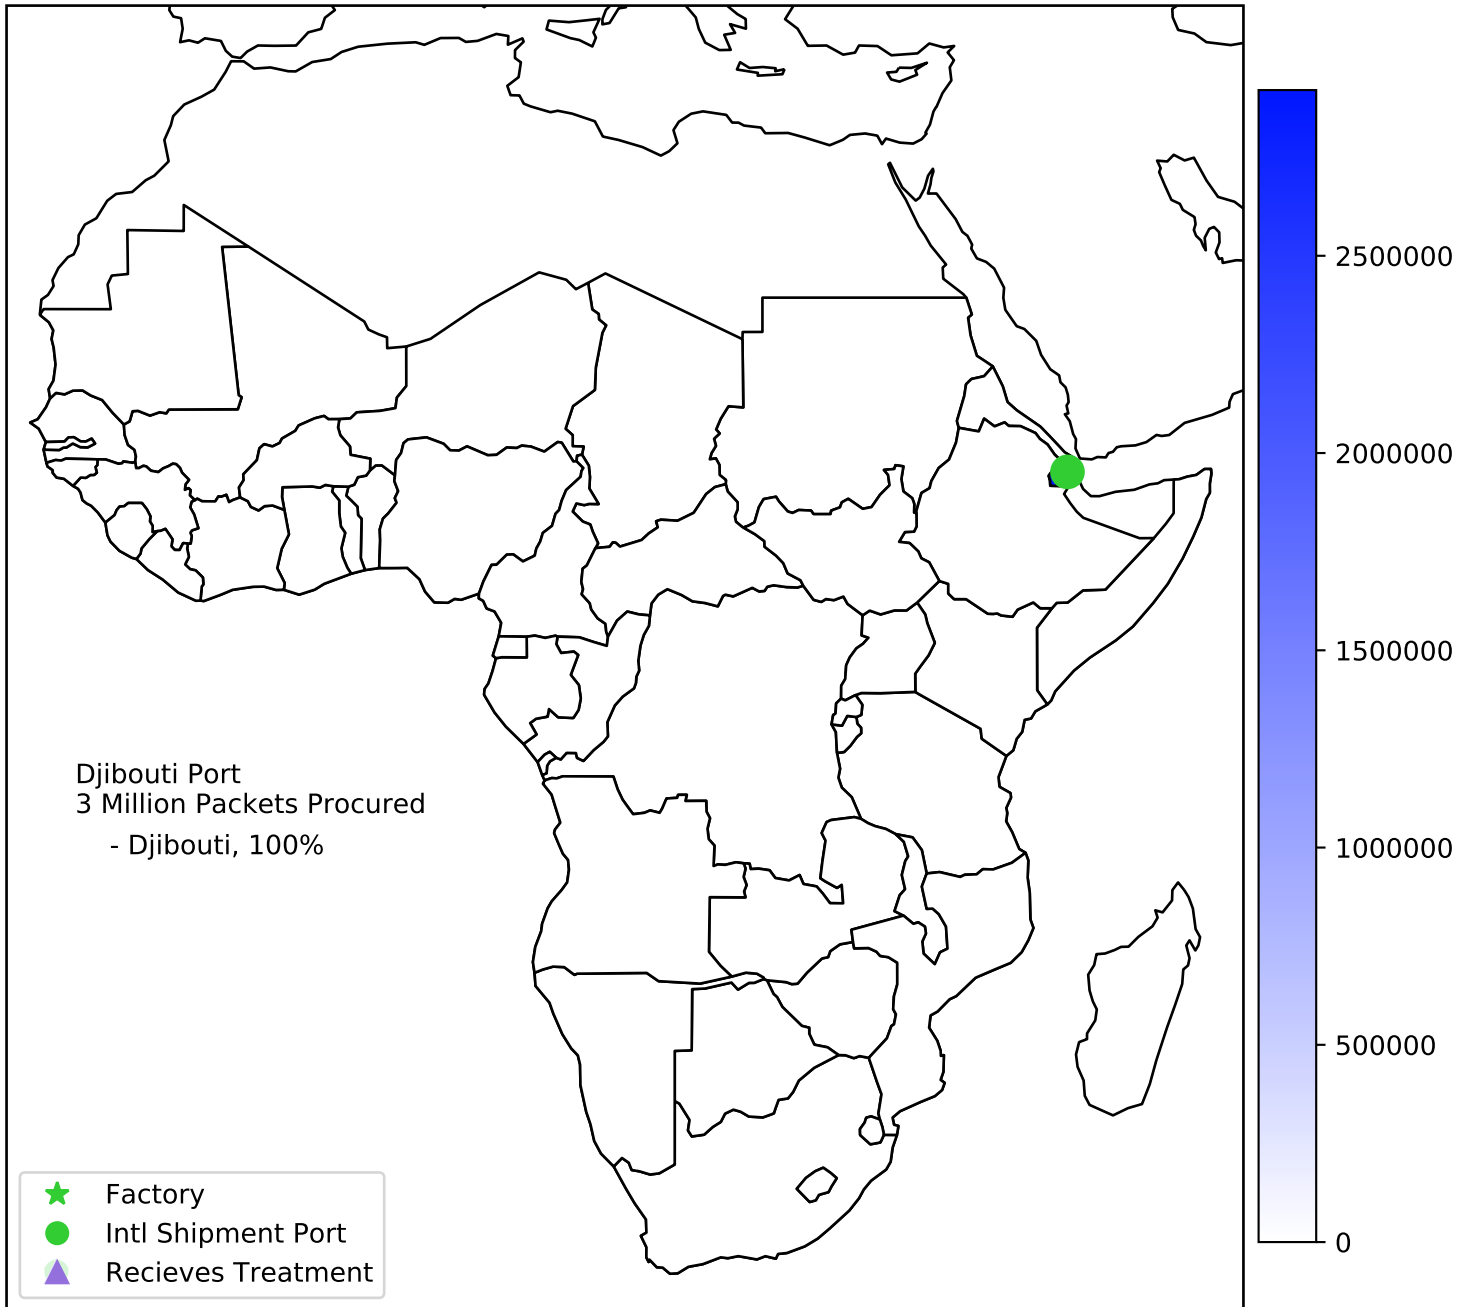 Djibouti Port
3 Million Packets Procured
- Djibouti, 100%
Factory
Intl Shipment Port
Recieves Treatment
2500000
2000000
1500000
1000000
500000
0